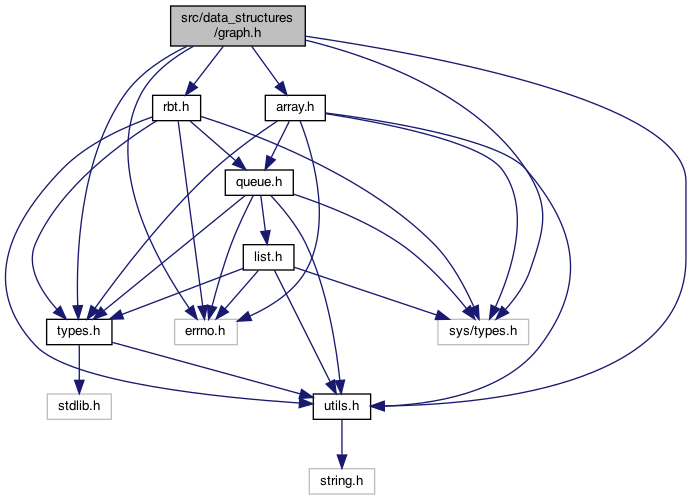 src/data_structures
/graph.h
rbt.h
array.h
queue.h
list.h
types.h
errno.h
sys/types.h
stdlib.h
utils.h
string.h